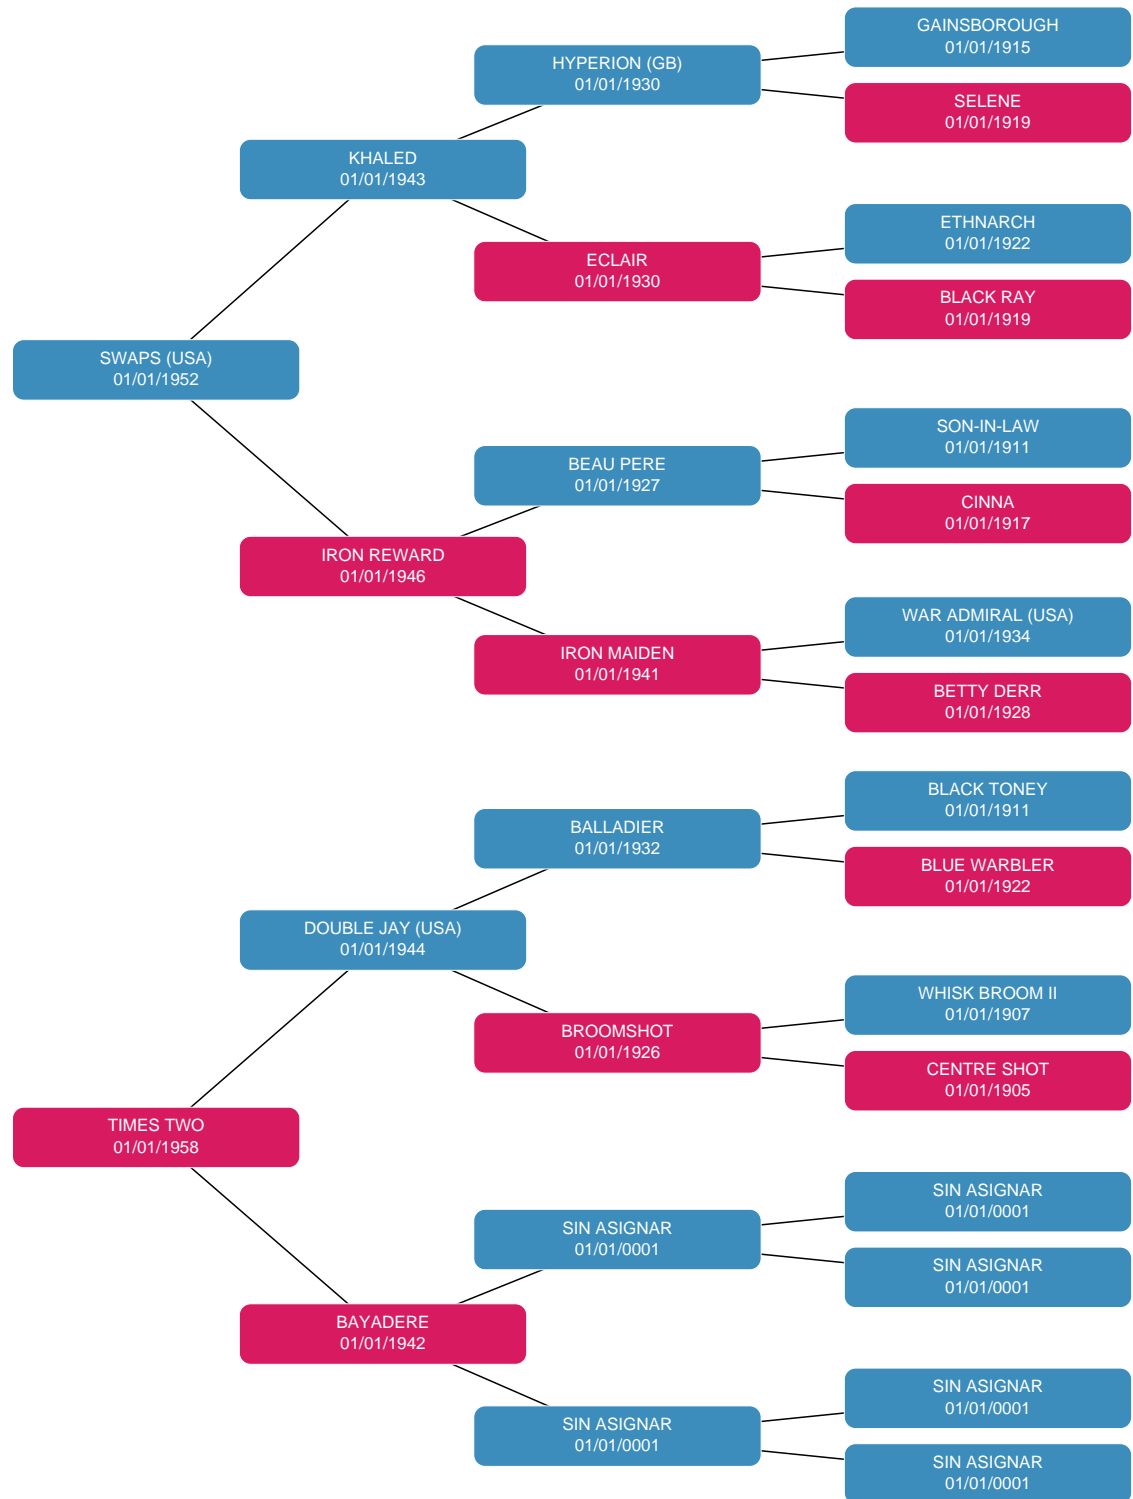 GAINSBOROUGH
01/01/1915
HYPERION (GB)
01/01/1930
SELENE
01/01/1919
KHALED
01/01/1943
ETHNARCH
01/01/1922
ECLAIR
01/01/1930
BLACK RAY
01/01/1919
SWAPS (USA)
01/01/1952
SON-IN-LAW
01/01/1911
BEAU PERE
01/01/1927
CINNA
01/01/1917
IRON REWARD
01/01/1946
WAR ADMIRAL (USA)
01/01/1934
IRON MAIDEN
01/01/1941
BETTY DERR
01/01/1928
BLACK TONEY
01/01/1911
BALLADIER
01/01/1932
BLUE WARBLER
01/01/1922
DOUBLE JAY (USA)
01/01/1944
WHISK BROOM II
01/01/1907
BROOMSHOT
01/01/1926
CENTRE SHOT
01/01/1905
TIMES TWO
01/01/1958
SIN ASIGNAR
01/01/0001
SIN ASIGNAR
01/01/0001
SIN ASIGNAR
01/01/0001
BAYADERE
01/01/1942
SIN ASIGNAR
01/01/0001
SIN ASIGNAR
01/01/0001
SIN ASIGNAR
01/01/0001